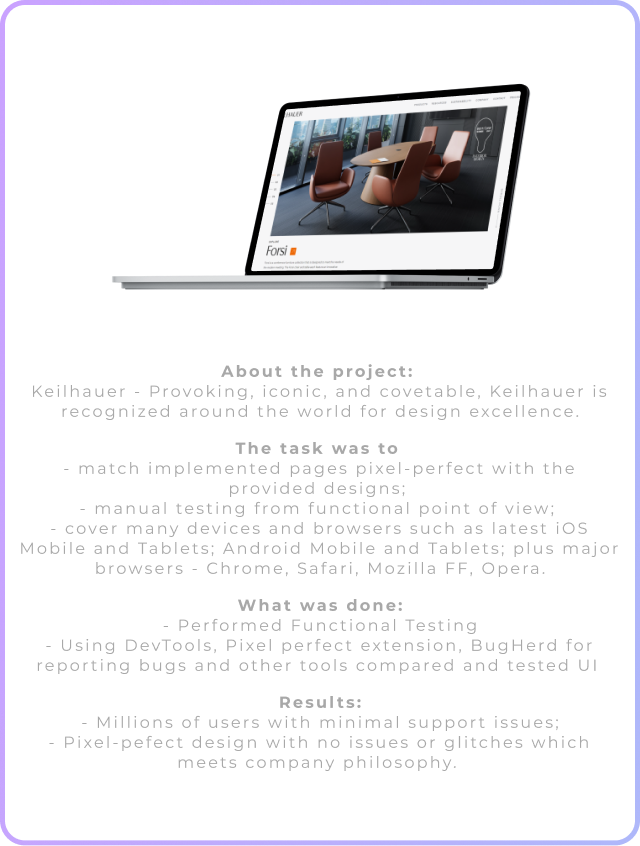 Forsi
About the project:
Keilhauer - Provoking, iconic, and covetable, Keilhauer is
recognized around the world for design excellence.
The task was to
- match implemented pages pixel-perfect with the
provided designs;
- manual testing from functional point of view;
- cover many devices and browsers such as latest iOS
Mobile and Tablets; Android Mobile and Tablets; plus major
browsers - Chrome, Safari, Mozilla FF, Opera.
What was done:
- Performed Functional Testing
- Using DevTools, Pixel perfect extension, BugHerd for
reporting bugs and other tools compared and tested UI
Results:
- Millions of users with minimal support issues;
- Pixel-pefect design with no issues or glitches which
meets company philosophy.